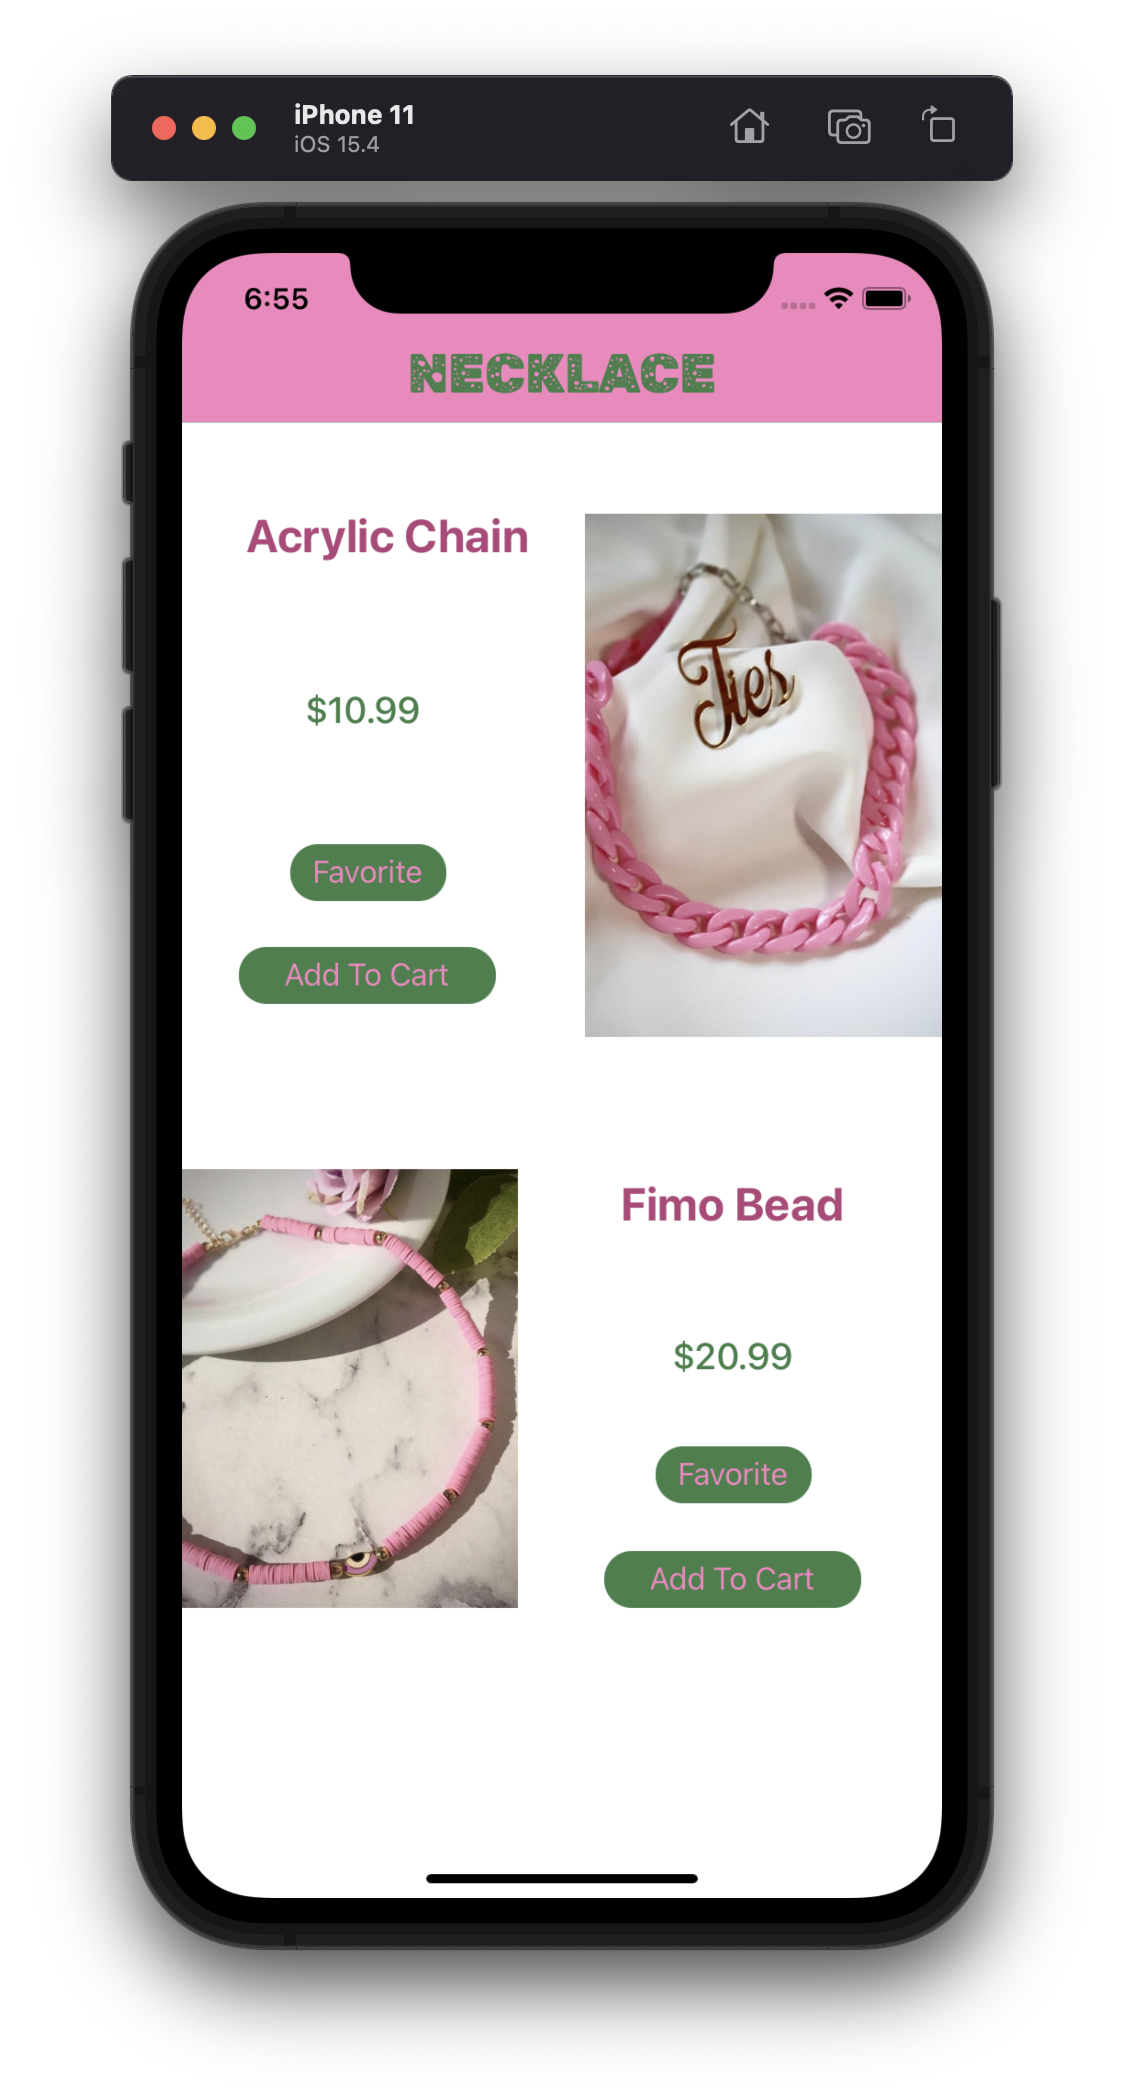 iPhone 11
iOS 15.4
6:55
NECKLACE
Acrylic Chain
$10.99
Favorite
Add To Cart
Ties
Fimo Bead
$20.99
Favorite
Add To Cart